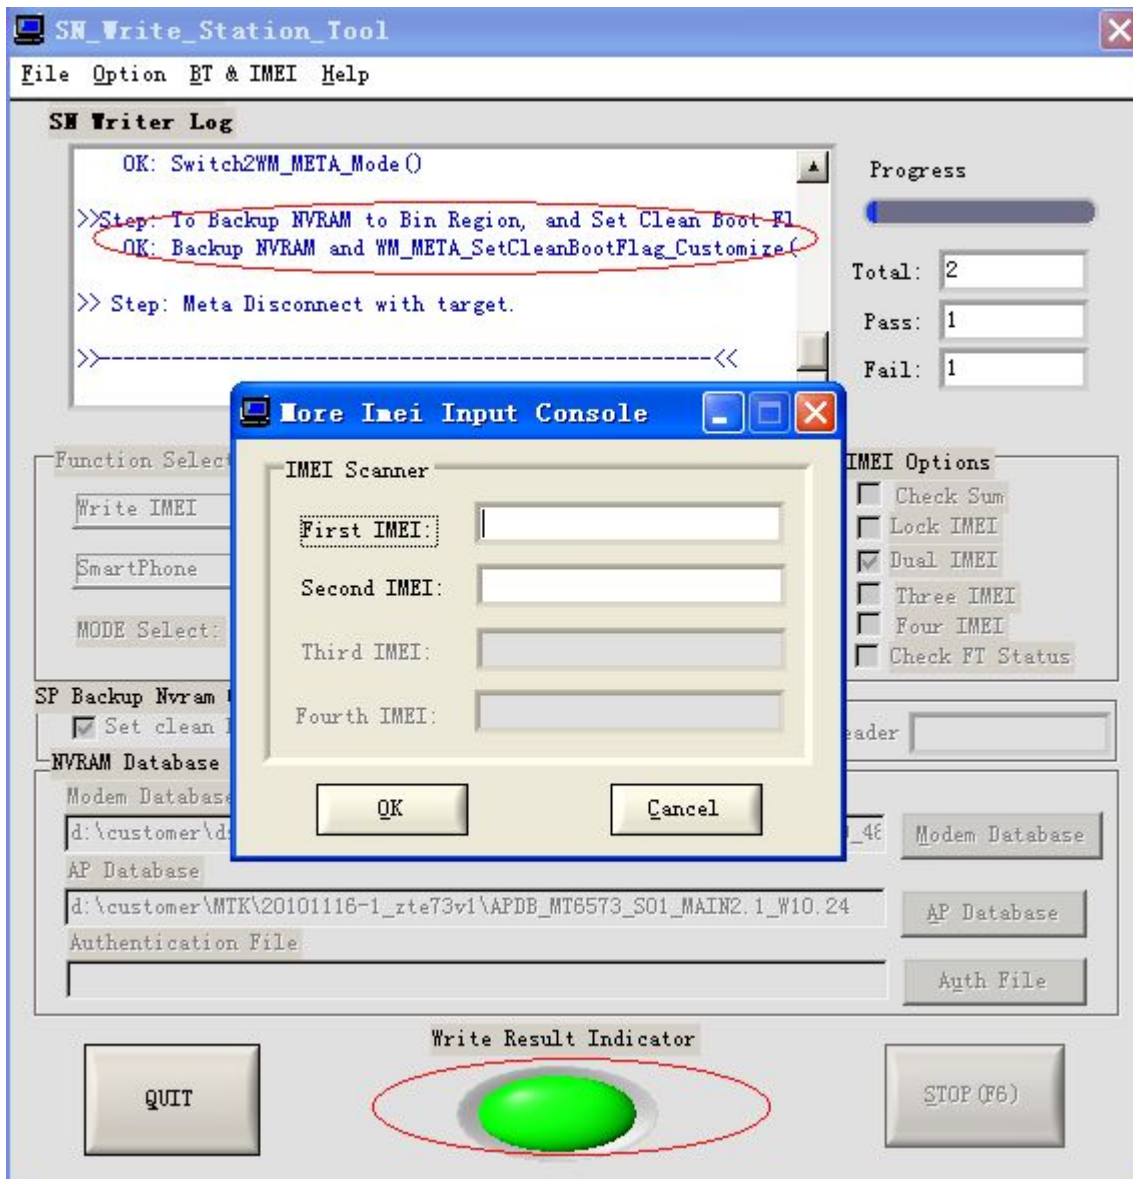 SN_Write_Station_Tool
File Option BT & IMEI Help
SN Writer Log
OK: Switch2WM_META_Mode()
>>Step: To Backup NVRAM to Bin Region, and Set Clean Boot Fl
OK: Backup NVRAM and WM_META_SetCleanBootFlag_Customize(
>> Step: Meta Disconnect with target.
>>--------------------------------------------------<<
Progress
Total: 2
Pass: 1
Fail: 1
More Imei Input Console
IMEI Scanner
First IMEI:
Second IMEI:
Third IMEI:
Fourth IMEI:
OK Cancel
Function Select
Write IMEI
SmartPhone
MODE Select:
IMEI Options
Check Sum
Lock IMEI
Dual IMEI
Three IMEI
Four IMEI
Check FT Status
SP Backup Nvram
Set clean
eader
NVRAM Database
Modem Database
d:\customer\ds _48 Modem Database
AP Database
d:\customer\MTK\20101116-1_zte73v1\APDB_MT6573_S01_MAIN2.1_W10.24 AP Database
Authentication File
Auth File
Write Result Indicator
QUIT STOP(F6)